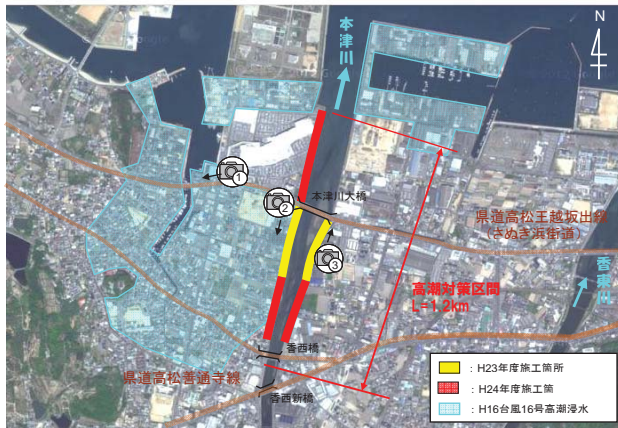 本津川
N
①
本津川大橋
②
県道高松王越坂出線
(さぬき浜街道)
③
香東川
高潮対策区間
L=1.2km
香西橋
県道高松善通寺線
香西新橋
：H23年度施工箇所
：H24年度施工箇
：H16台風16号高潮浸水